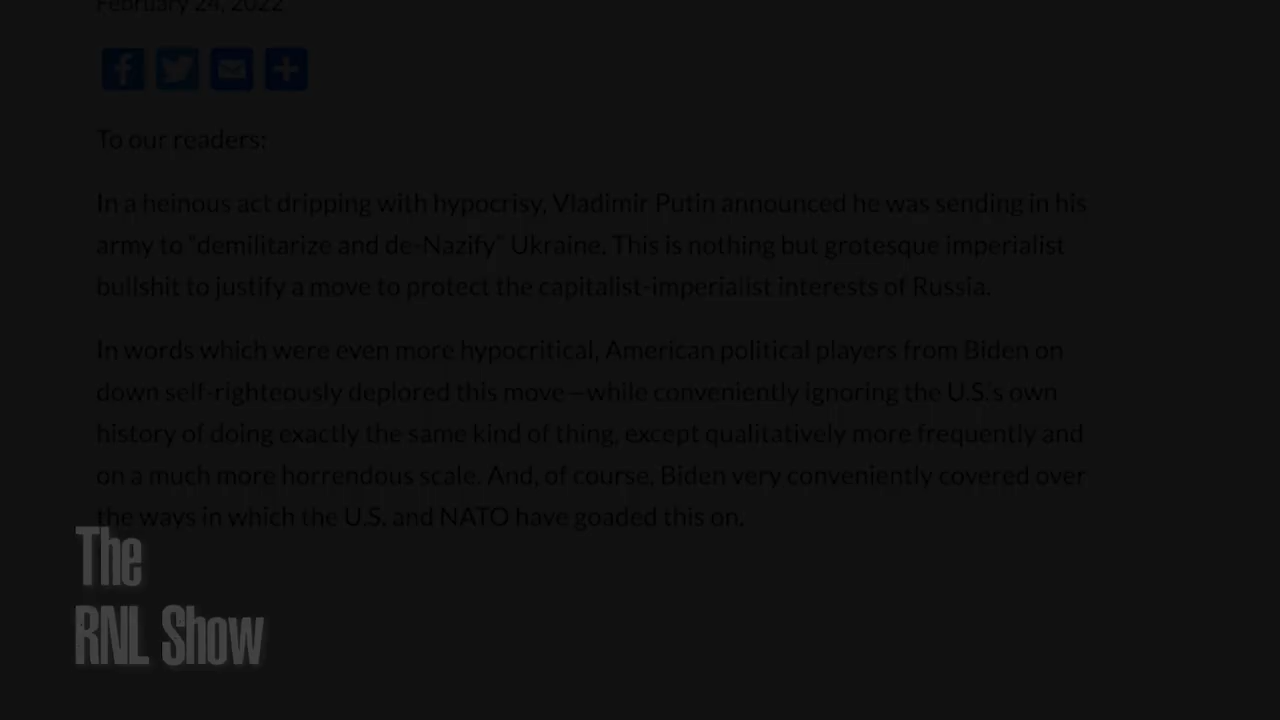 February 24, 2022
To our readers:
In a heinous act dripping with hypocrisy, Vladimir Putin announced he was sending in his
army to "demilitarize and de-Nazify" Ukraine. This is nothing but grotesque imperialist
bullshit to justify a move to protect the capitalist-imperialist interests of Russia.
In words which were even more hypocritical, American political players from Biden on
down self-righteously deplored this move—while conveniently ignoring the U.S.'s own
history of doing exactly the same kind of thing, except qualitatively more frequently and
on a much more horrendous scale. And, of course, Biden very conveniently covered over
the ways in which the U.S. and NATO have goaded this on.
The
RNL Show